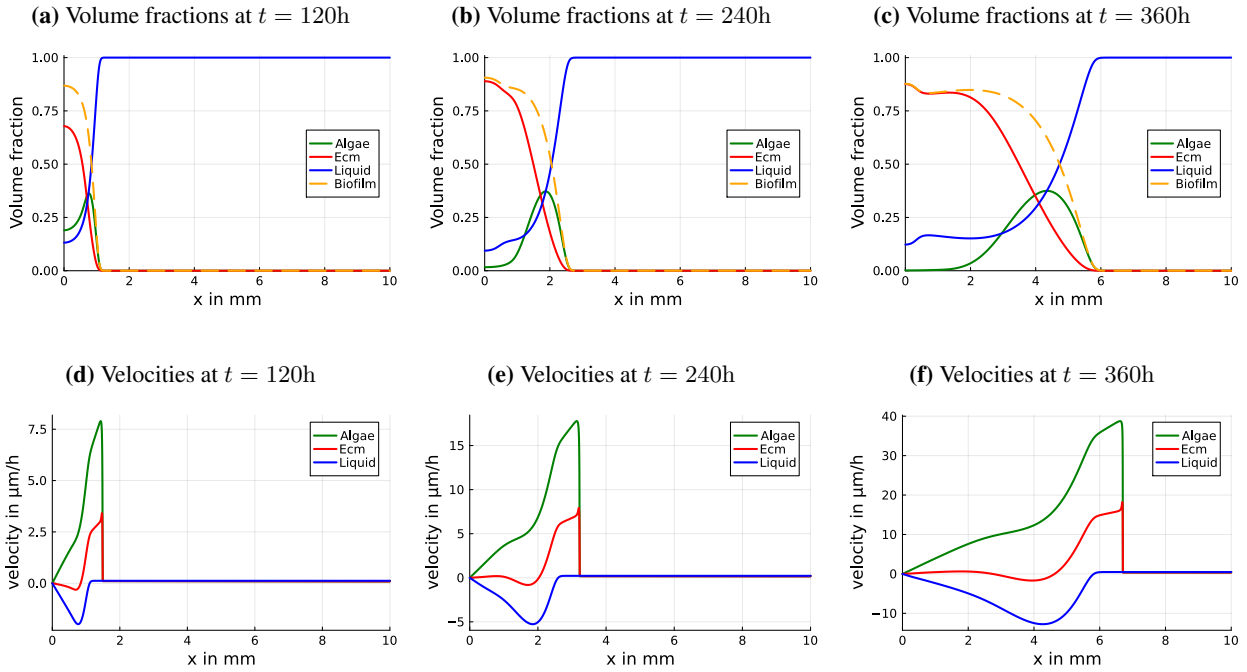 (a) Volume fractions at t = 120h
(b) Volume fractions at t = 240h
(c) Volume fractions at t = 360h
Volume fraction
1.00
0.75
0.50
0.25
0.00
Algae
Ecm
Liquid
Biofilm
0 2 4 6 8 10
x in mm
Volume fraction
1.00
0.75
0.50
0.25
0.00
Algae
Ecm
Liquid
Biofilm
0 2 4 6 8 10
x in mm
Volume fraction
1.00
0.75
0.50
0.25
0.00
Algae
Ecm
Liquid
Biofilm
0 2 4 6 8 10
x in mm
(d) Velocities at t = 120h
(e) Velocities at t = 240h
(f) Velocities at t = 360h
velocity in μm/h
7.5
5.0
2.5
0.0
Algae
Ecm
Liquid
0 2 4 6 8 10
x in mm
velocity in μm/h
15
10
5
0
−5
Algae
Ecm
Liquid
0 2 4 6 8 10
x in mm
velocity in μm/h
40
30
20
10
0
−10
Algae
Ecm
Liquid
0 2 4 6 8 10
x in mm